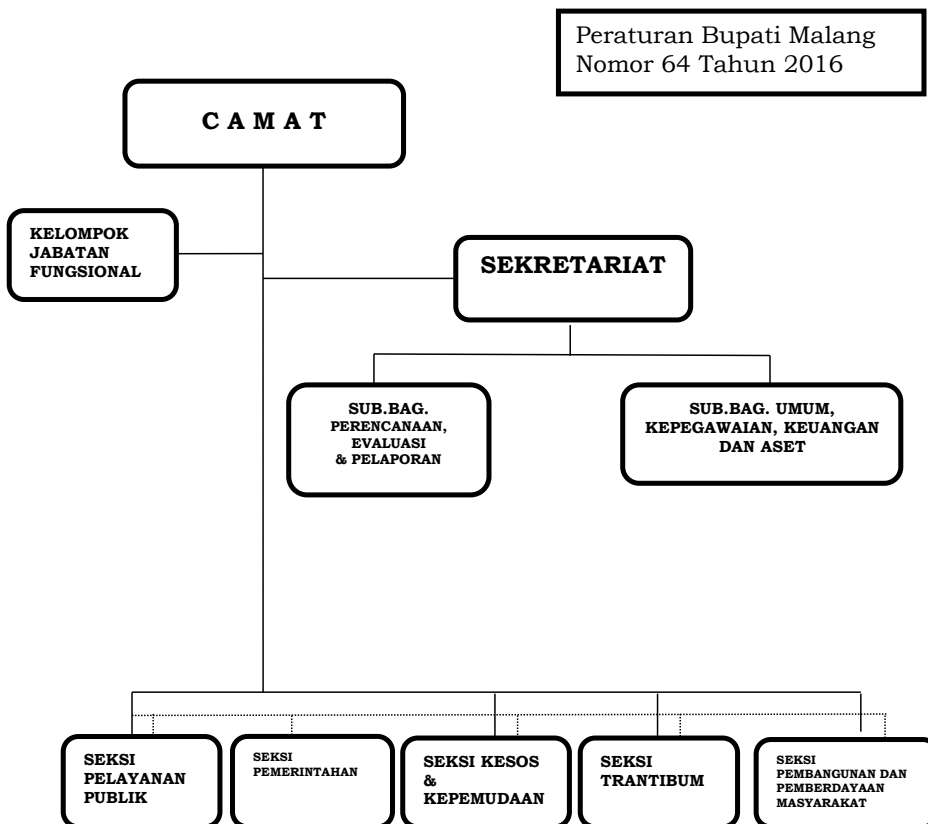 Peraturan Bupati Malang
Nomor 64 Tahun 2016
C A M A T
KELOMPOK
JABATAN
FUNGSIONAL
SEKRETARIAT
SUB.BAG.
PERENCANAAN,
EVALUASI
& PELAPORAN
SUB.BAG. UMUM,
KEPEGAWAIAN, KEUANGAN
DAN ASET
SEKSI
PELAYANAN
PUBLIK
SEKSI
PEMERINTAHAN
SEKSI KESOS
&
KEPEMUDAAN
SEKSI
TRANTIBUM
SEKSI
PEMBANGUNAN DAN
PEMBERDAYAAN
MASYARAKAT